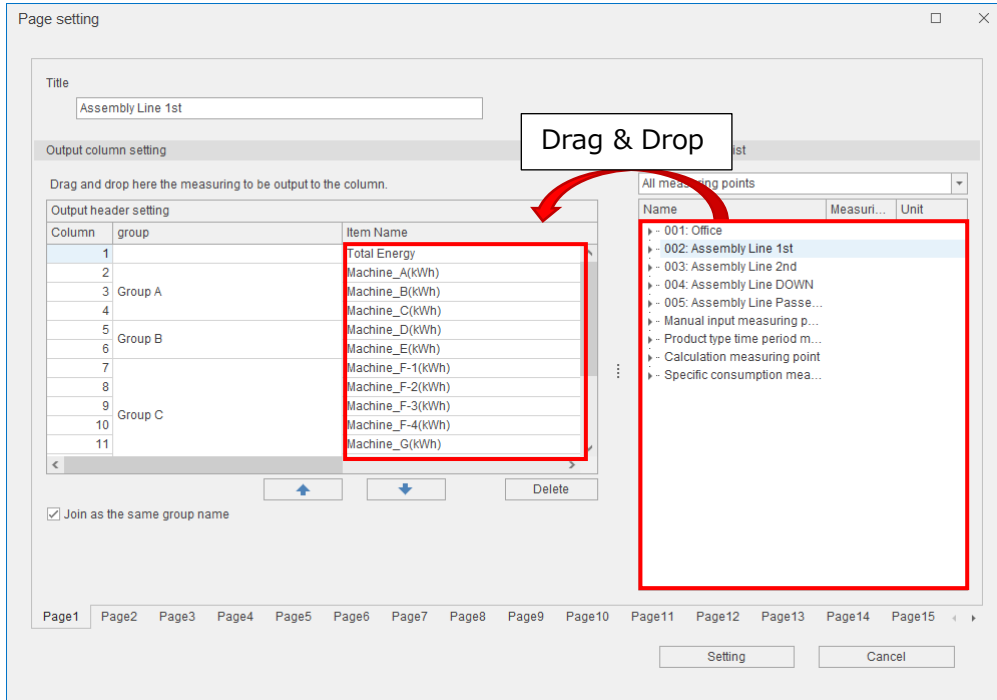 Page setting
Title
Assembly Line 1st
Output column setting
Drag & Drop
ist
Drag and drop here the measuring to be output to the column.
All measuring points
Output header setting
Name Measuri... Unit
Column group Item Name
1 Total Energy
2 Machine_A(kWh)
3 Group A Machine_B(kWh)
4 Machine_C(kWh)
5 Machine_D(kWh)
Group B
6 Machine_E(kWh)
7 Machine_F-1(kWh)
8 Machine_F-2(kWh)
9 Machine_F-3(kWh)
Group C
10 Machine_F-4(kWh)
11 Machine_G(kWh)
001: Office
002: Assembly Line 1st
003: Assembly Line 2nd
004: Assembly Line DOWN
005: Assembly Line Passe...
Manual input measuring p...
Product type time period m...
Calculation measuring point
Specific consumption mea...
Delete
Join as the same group name
Page1 Page2 Page3 Page4 Page5 Page6 Page7 Page8 Page9 Page10 Page11 Page12 Page13 Page14 Page15
Setting Cancel